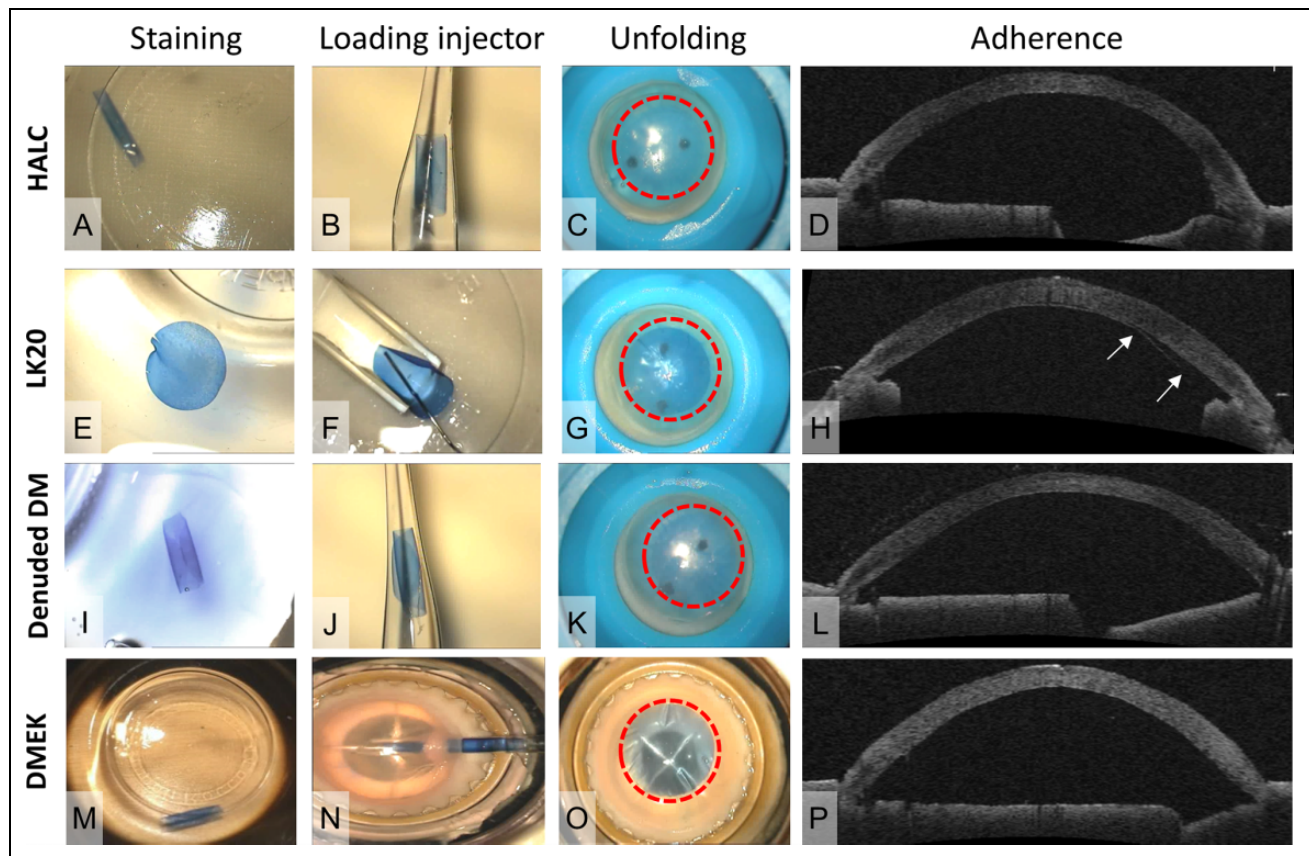 Staining Loading injector Unfolding Adherence
HALC
A B C D
LK20
E F G H
Denuded DM
I J K L
DMEK
M N O P